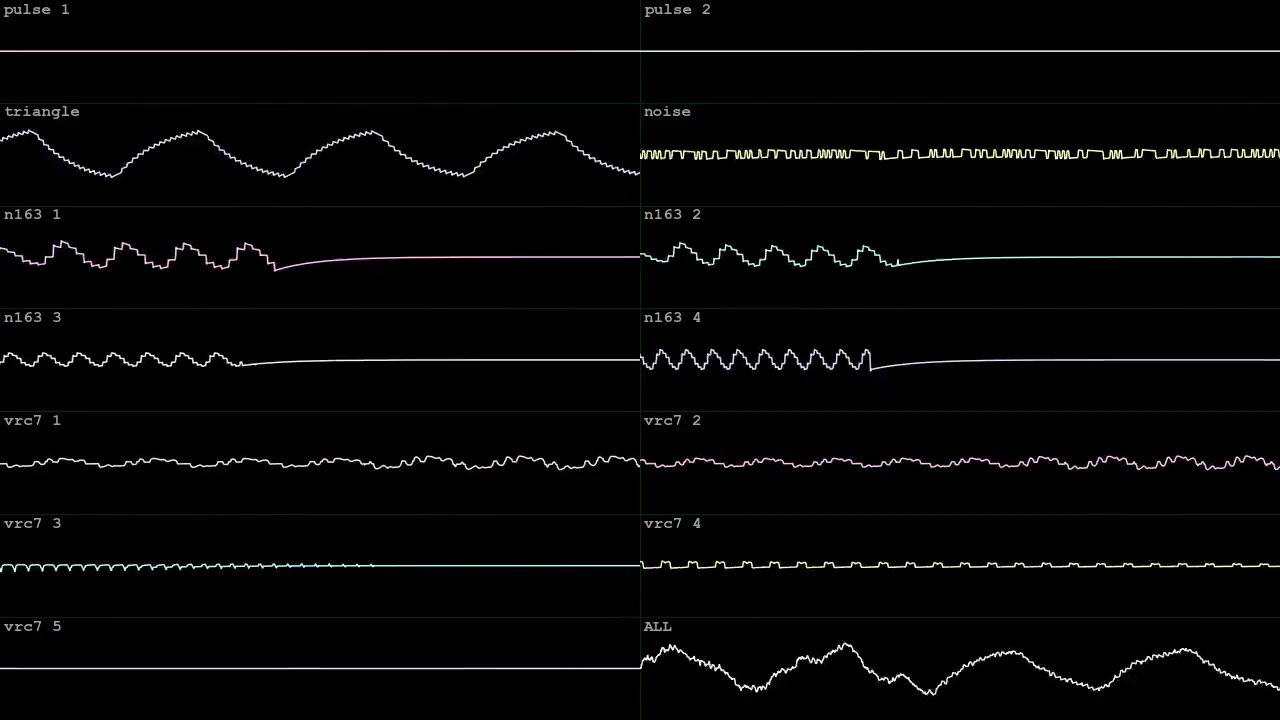 pulse 1
pulse 2
triangle
noise
n163 1
n163 2
n163 3
n163 4
vrc7 1
vrc7 2
vrc7 3
vrc7 4
vrc7 5
ALL